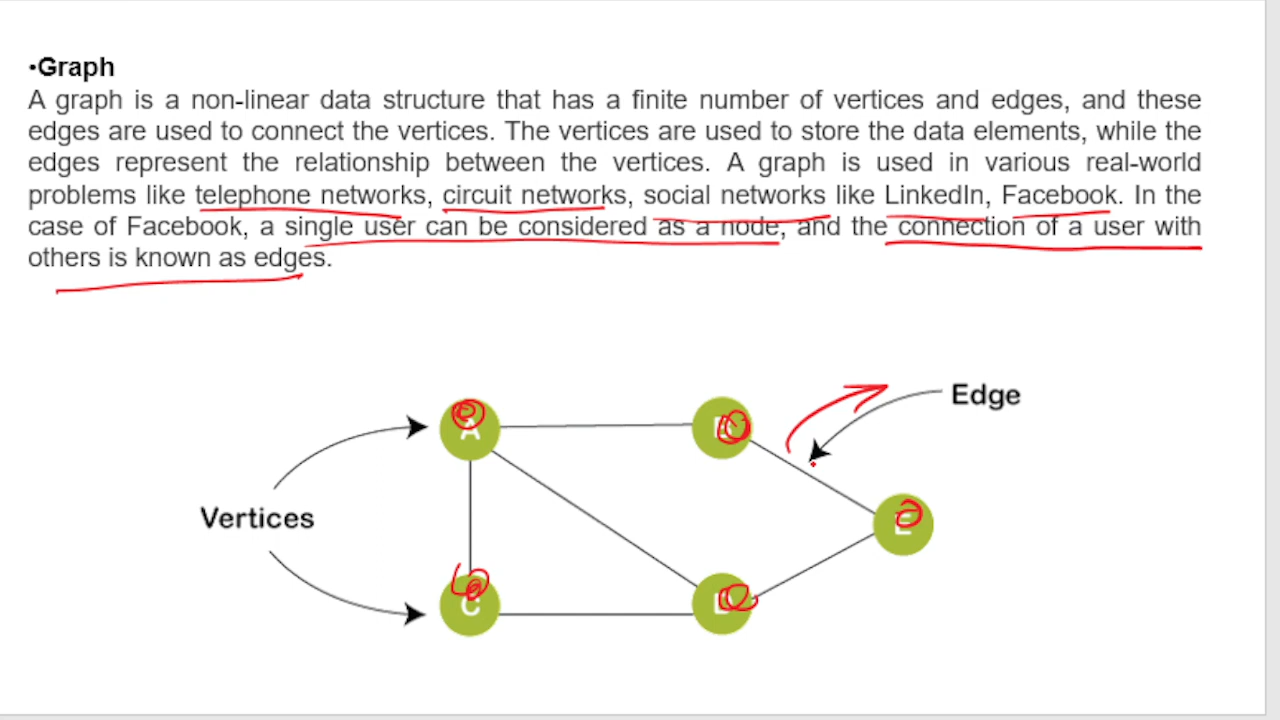 •Graph
A graph is a non-linear data structure that has a finite number of vertices and edges, and these
edges are used to connect the vertices. The vertices are used to store the data elements, while the
edges represent the relationship between the vertices. A graph is used in various real-world
problems like telephone networks, circuit networks, social networks like LinkedIn, Facebook. In the
case of Facebook, a single user can be considered as a node, and the connection of a user with
others is known as edges.
Edge
A
B
Vertices
E
C
D